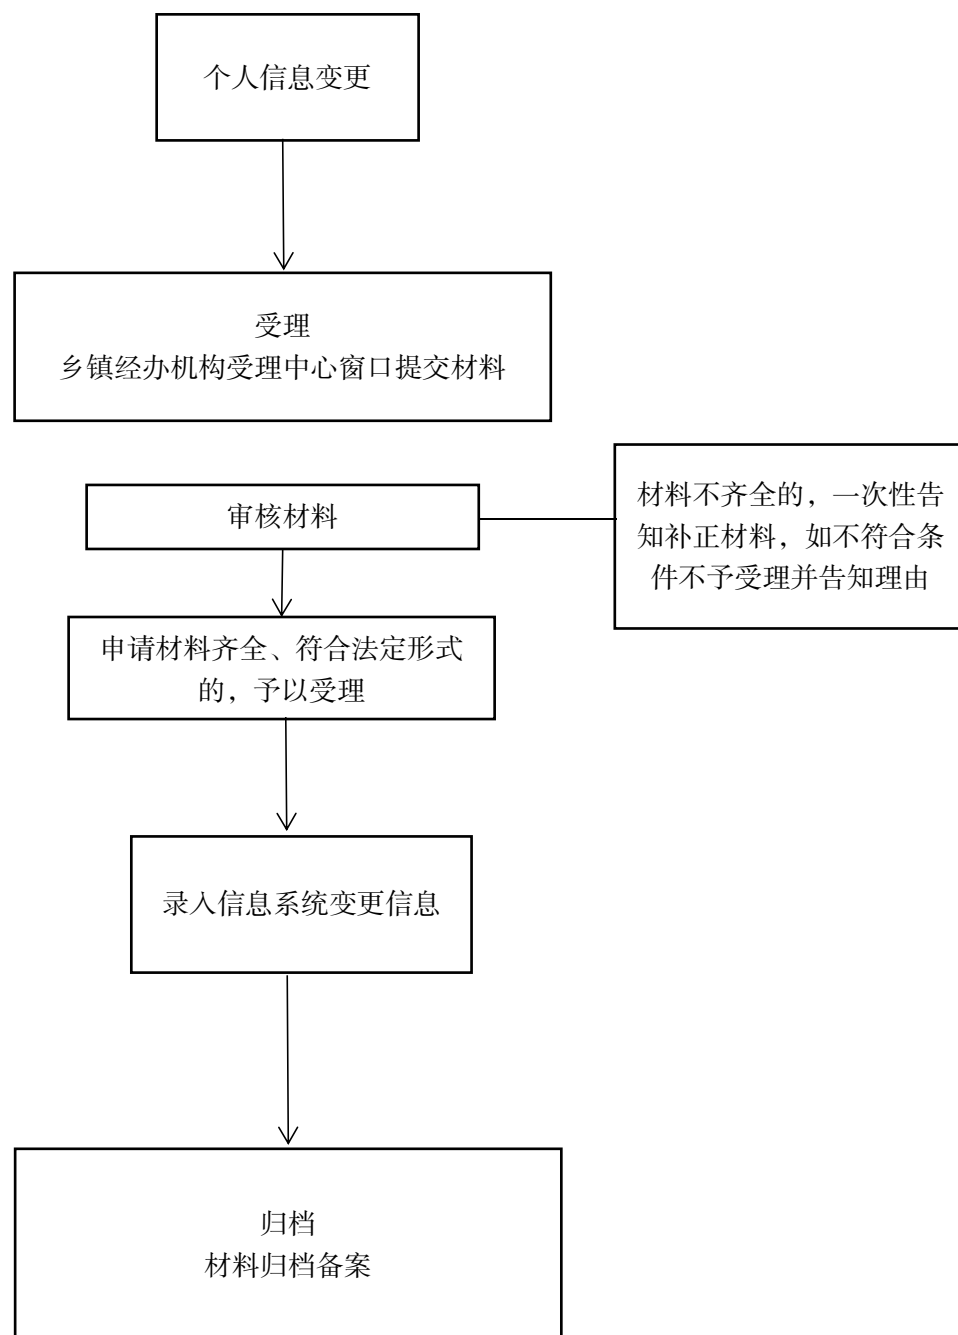 个人信息变更
受理
乡镇经办机构受理中心窗口提交材料
审核材料
材料不齐全的，一次性告
知补正材料，如不符合条
件不予受理并告知理由
申请材料齐全、符合法定形式
的，予以受理
录入信息系统变更信息
归档
材料归档备案